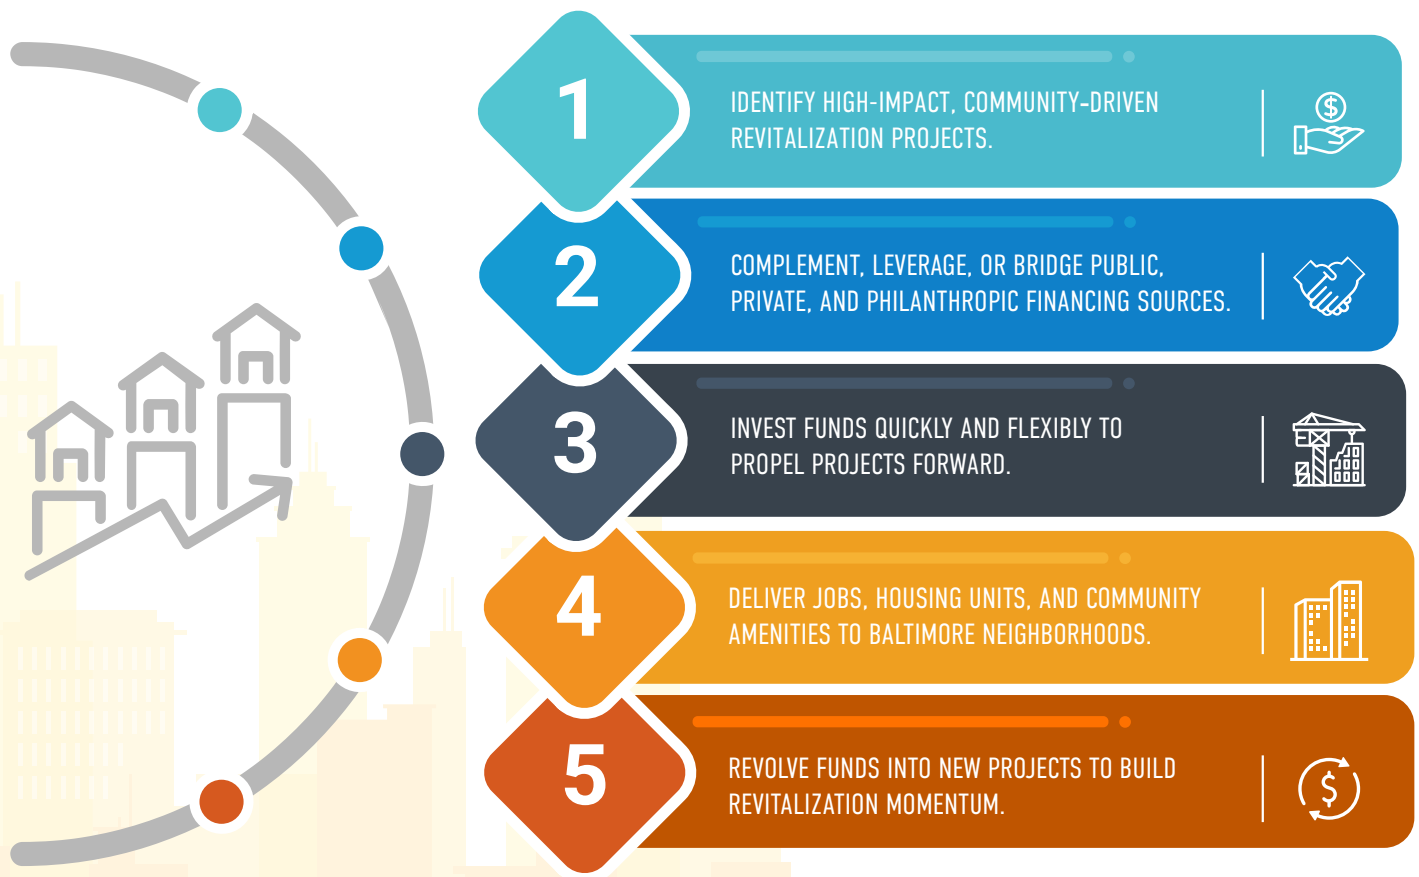 1
IDENTIFY HIGH-IMPACT, COMMUNITY-DRIVEN
REVITALIZATION PROJECTS.
$
2
COMPLEMENT, LEVERAGE, OR BRIDGE PUBLIC,
PRIVATE, AND PHILANTHROPIC FINANCING SOURCES.
3
INVEST FUNDS QUICKLY AND FLEXIBLY TO
PROPEL PROJECTS FORWARD.
4
DELIVER JOBS, HOUSING UNITS, AND COMMUNITY
AMENITIES TO BALTIMORE NEIGHBORHOODS.
5
REVOLVE FUNDS INTO NEW PROJECTS TO BUILD
REVITALIZATION MOMENTUM.
$